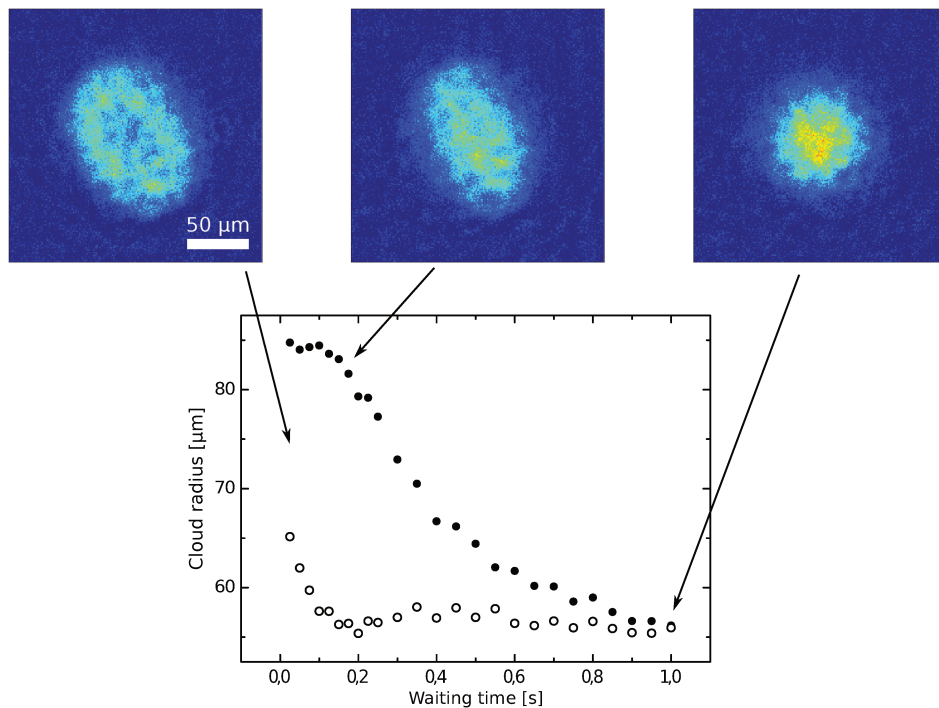 50 μm
80
70
60
Cloud radius [μm]
0,0 0,2 0,4 0,6 0,8 1,0
Waiting time [s]